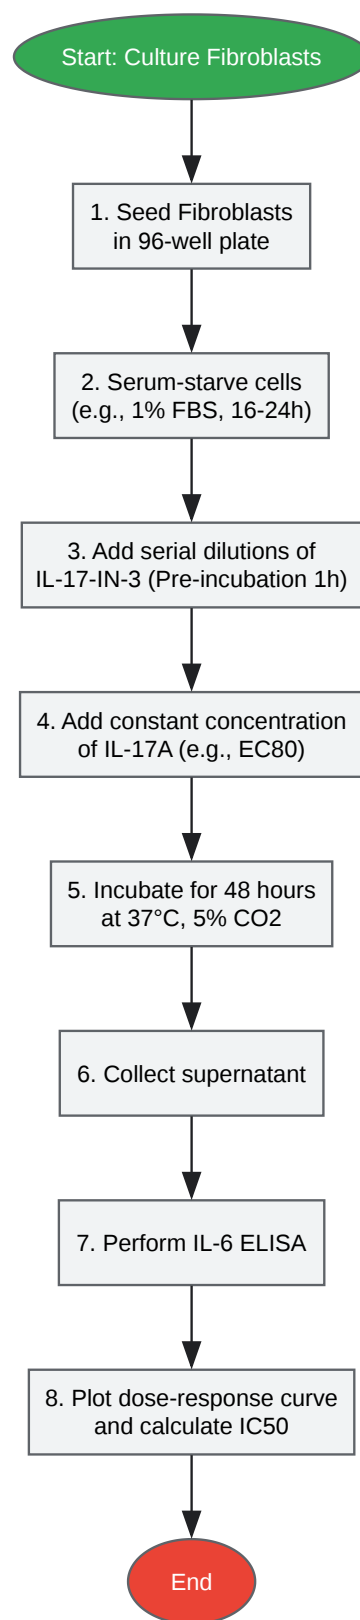 Start: Culture Fibroblasts
1. Seed Fibroblasts
in 96-well plate
2. Serum-starve cells
(e.g., 1% FBS, 16-24h)
3. Add serial dilutions of
IL-17-IN-3 (Pre-incubation 1h)
4. Add constant concentration
of IL-17A (e.g., EC80)
5. Incubate for 48 hours
at 37°C, 5% CO2
6. Collect supernatant
7. Perform IL-6 ELISA
8. Plot dose-response curve
and calculate IC50
End